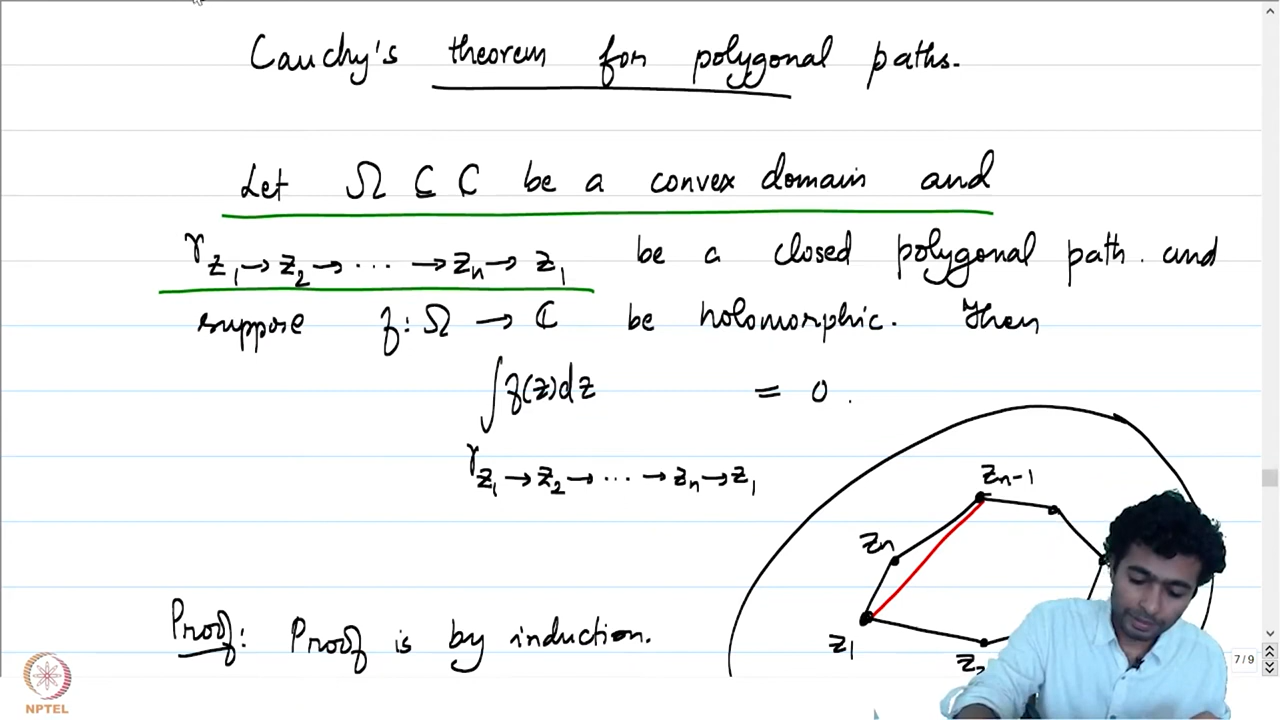 Cauchy's theorem for polygonal paths.
Let Ω ⊆ ℂ be a convex domain and
γ z₁→z₂→⋯→zₙ→z₁ be a closed polygonal path. and
suppose f: Ω → ℂ be holomorphic. Then
∫ f(z)dz = 0.
γ z₁→z₂→⋯→zₙ→z₁
zₙ₋₁
zₙ
z₁
z₂
Proof: Proof is by induction.
7/9
NPTEL